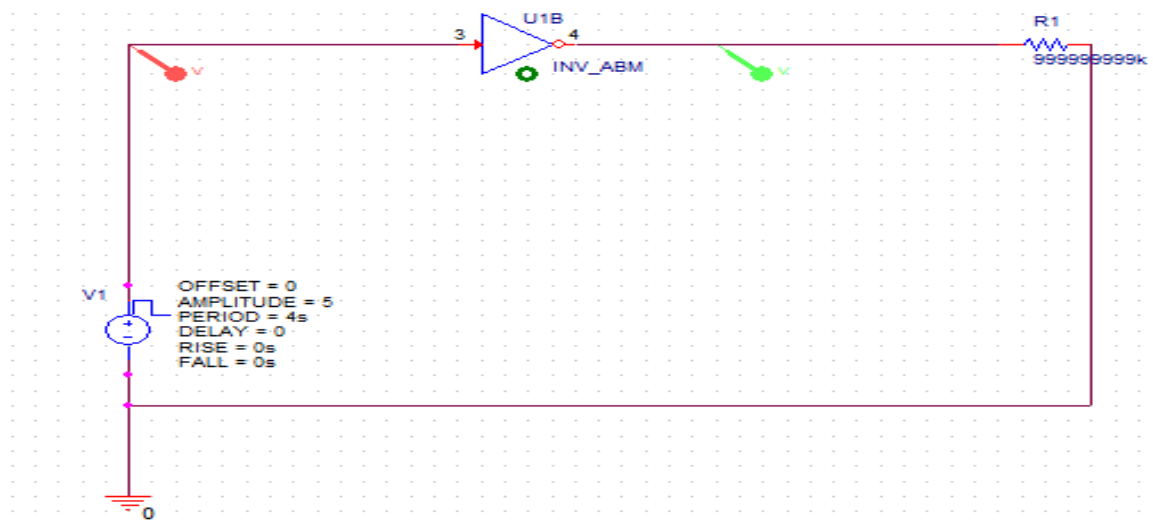 U1B
R1
3
4
V
INV_ABM
V
999999999k
V1
OFFSET = 0
AMPLITUDE = 5
PERIOD = 4s
DELAY = 0
RISE = 0s
FALL = 0s
+
-
0